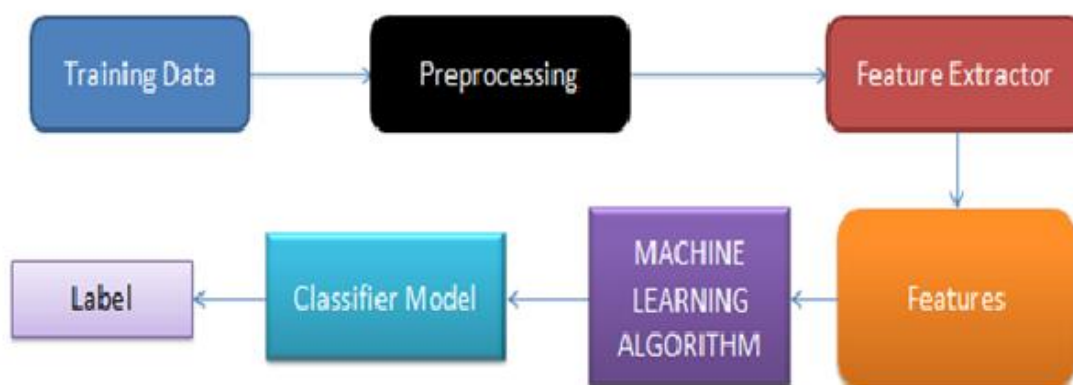 Training Data
Preprocessing
Feature Extractor
Features
MACHINE
LEARNING
ALGORITHM
Classifier Model
Label